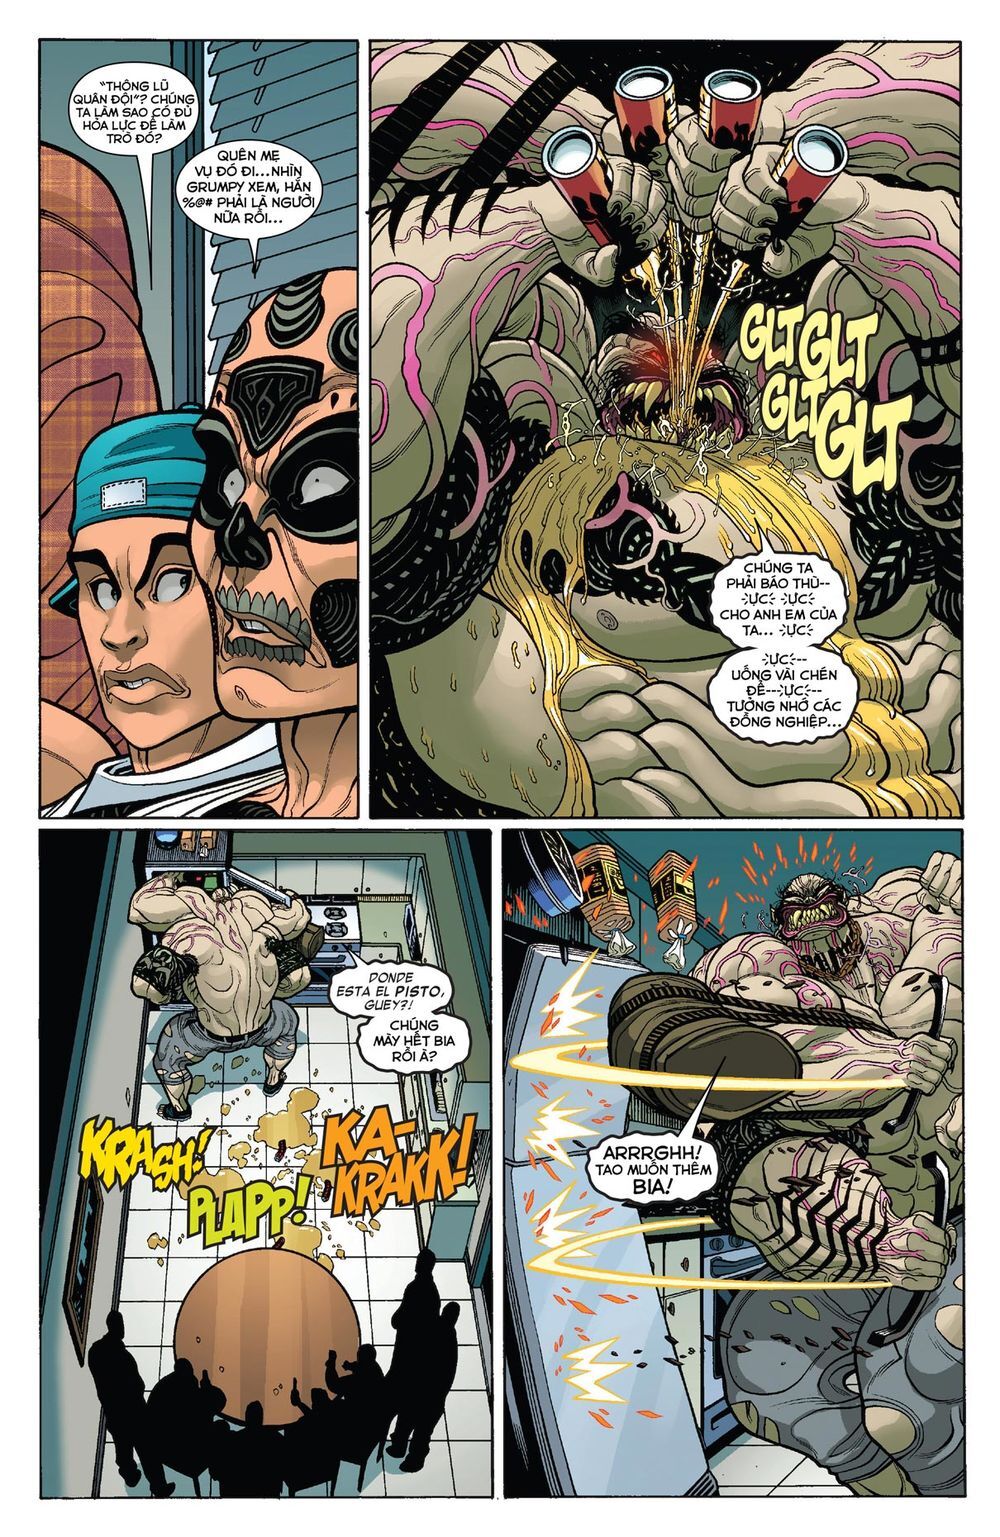 "THÔNG LŨ
QUÂN ĐỘI"? CHÚNG
TA LÀM SAO CÓ ĐỦ
HỎA LỰC ĐỂ LÀM
TRÒ ĐÓ?
QUÊN MẸ
VỤ ĐÓ ĐI...NHÌN
GRUMPY XEM, HẮN
%@# PHẢI LÀ NGƯỜI
NỮA RỒI...
GLT GLT
GLT GLT
CHÚNG TA
PHẢI BÁO THÙ--
ỰC ỰC
CHO ANH EM CỦA
TA... ỰC
ỰC--
UỐNG VÀI CHÉN
ĐỂ--ỰC--
TƯỞNG NHỚ CÁC
ĐỒNG NGHIỆP...
DONDE
ESTA EL PISTO,
GUEY?!
CHÚNG
MÀY HẾT BIA
RỒI À?
KRASH!
PLAPP!
KA-
KRAKK!
ARRRGHH!
TAO MUỐN THÊM
BIA!